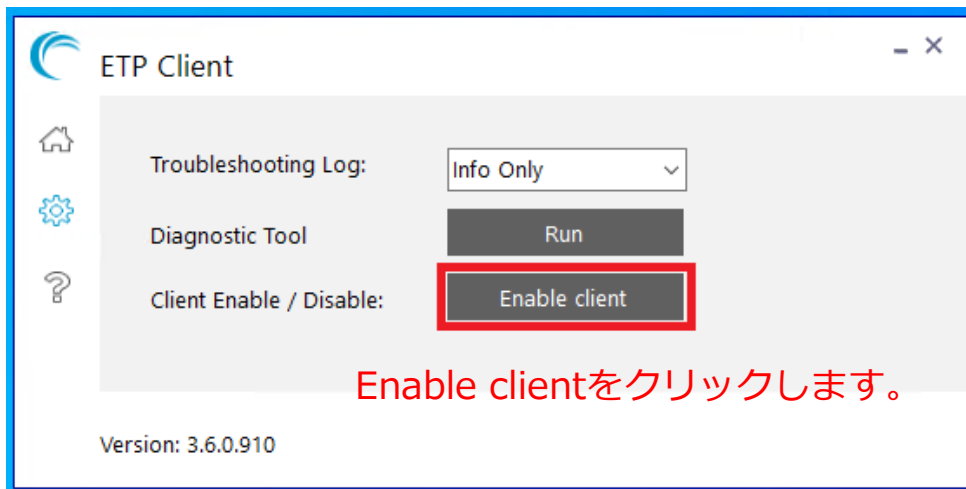 ETP Client
Troubleshooting Log:
Info Only
Diagnostic Tool
Run
Client Enable / Disable:
Enable client
Enable clientをクリックします。
Version: 3.6.0.910